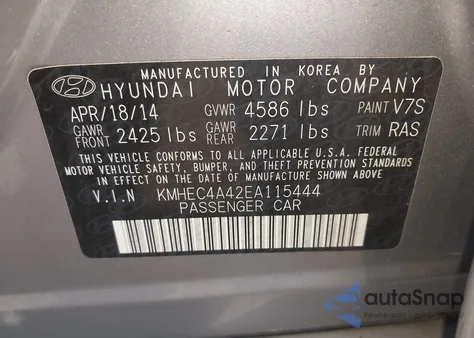 MANUFACTURED IN KOREA BY
HYUNDAI MOTOR COMPANY
APR/18/14 GVWR 4586 lbs PAINT V7S
GAWR FRONT 2425 lbs GAWR REAR 2271 lbs TRIM RAS
THIS VEHICLE CONFORMS TO ALL APPLICABLE U.S.A. FEDERAL
MOTOR VEHICLE SAFETY, BUMPER, AND THEFT PREVENTION STANDARDS
IN EFFECT ON THE DATE OF MANUFACTURE SHOWN ABOVE
V.I.N KMHEC4A42EA115444
PASSENGER CAR
autoSnap